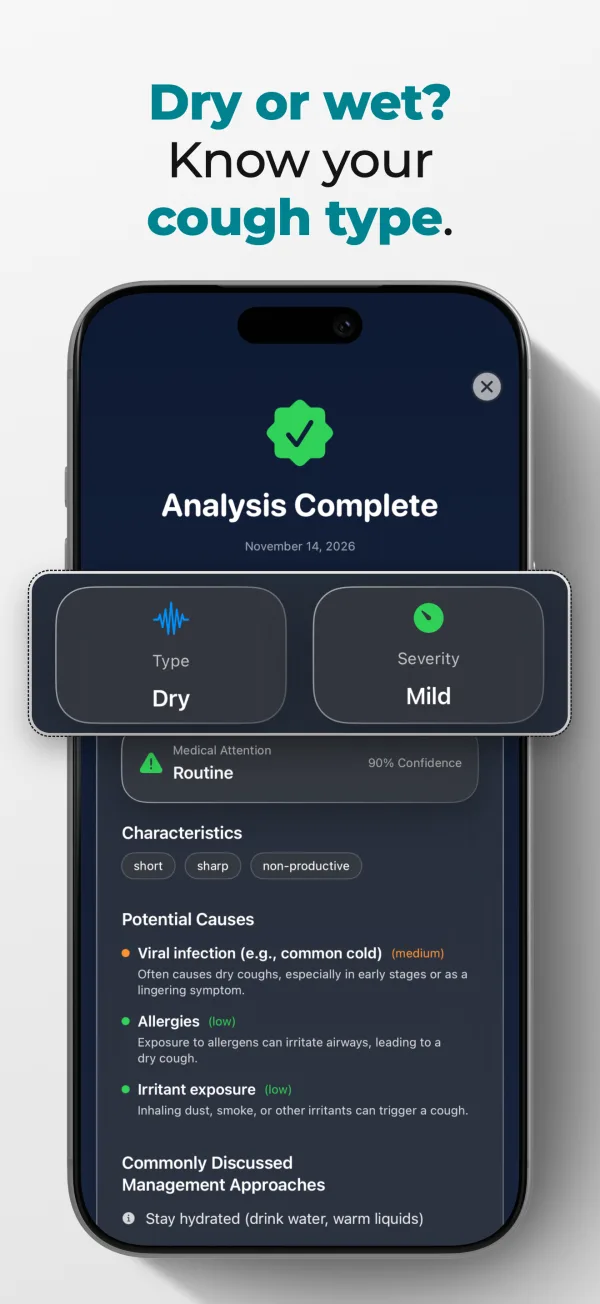 Dry or wet?
Know your
cough type.
Analysis Complete
November 14, 2026
Type
Dry
Severity
Mild
Medical Attention
Routine
90% Confidence
Characteristics
short
sharp
non-productive
Potential Causes
Viral infection (e.g., common cold) (medium)
Often causes dry coughs, especially in early stages or as a
lingering symptom.
Allergies (low)
Exposure to allergens can irritate airways, leading to a
dry cough.
Irritant exposure (low)
Inhaling dust, smoke, or other irritants can trigger a cough.
Commonly Discussed
Management Approaches
Stay hydrated (drink water, warm liquids)